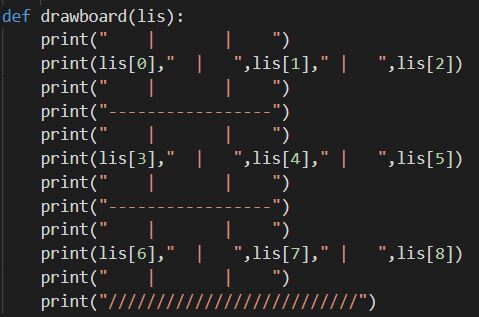 def drawboard(lis):
    print("    |       |    ")
    print(lis[0],"  |   ",lis[1]," |   ",lis[2])
    print("    |       |    ")
    print("-----------------")
    print("    |       |    ")
    print(lis[3],"  |   ",lis[4]," |   ",lis[5])
    print("    |       |    ")
    print("-----------------")
    print("    |       |    ")
    print(lis[6],"  |   ",lis[7]," |   ",lis[8])
    print("    |       |    ")
    print("//////////////////////////")